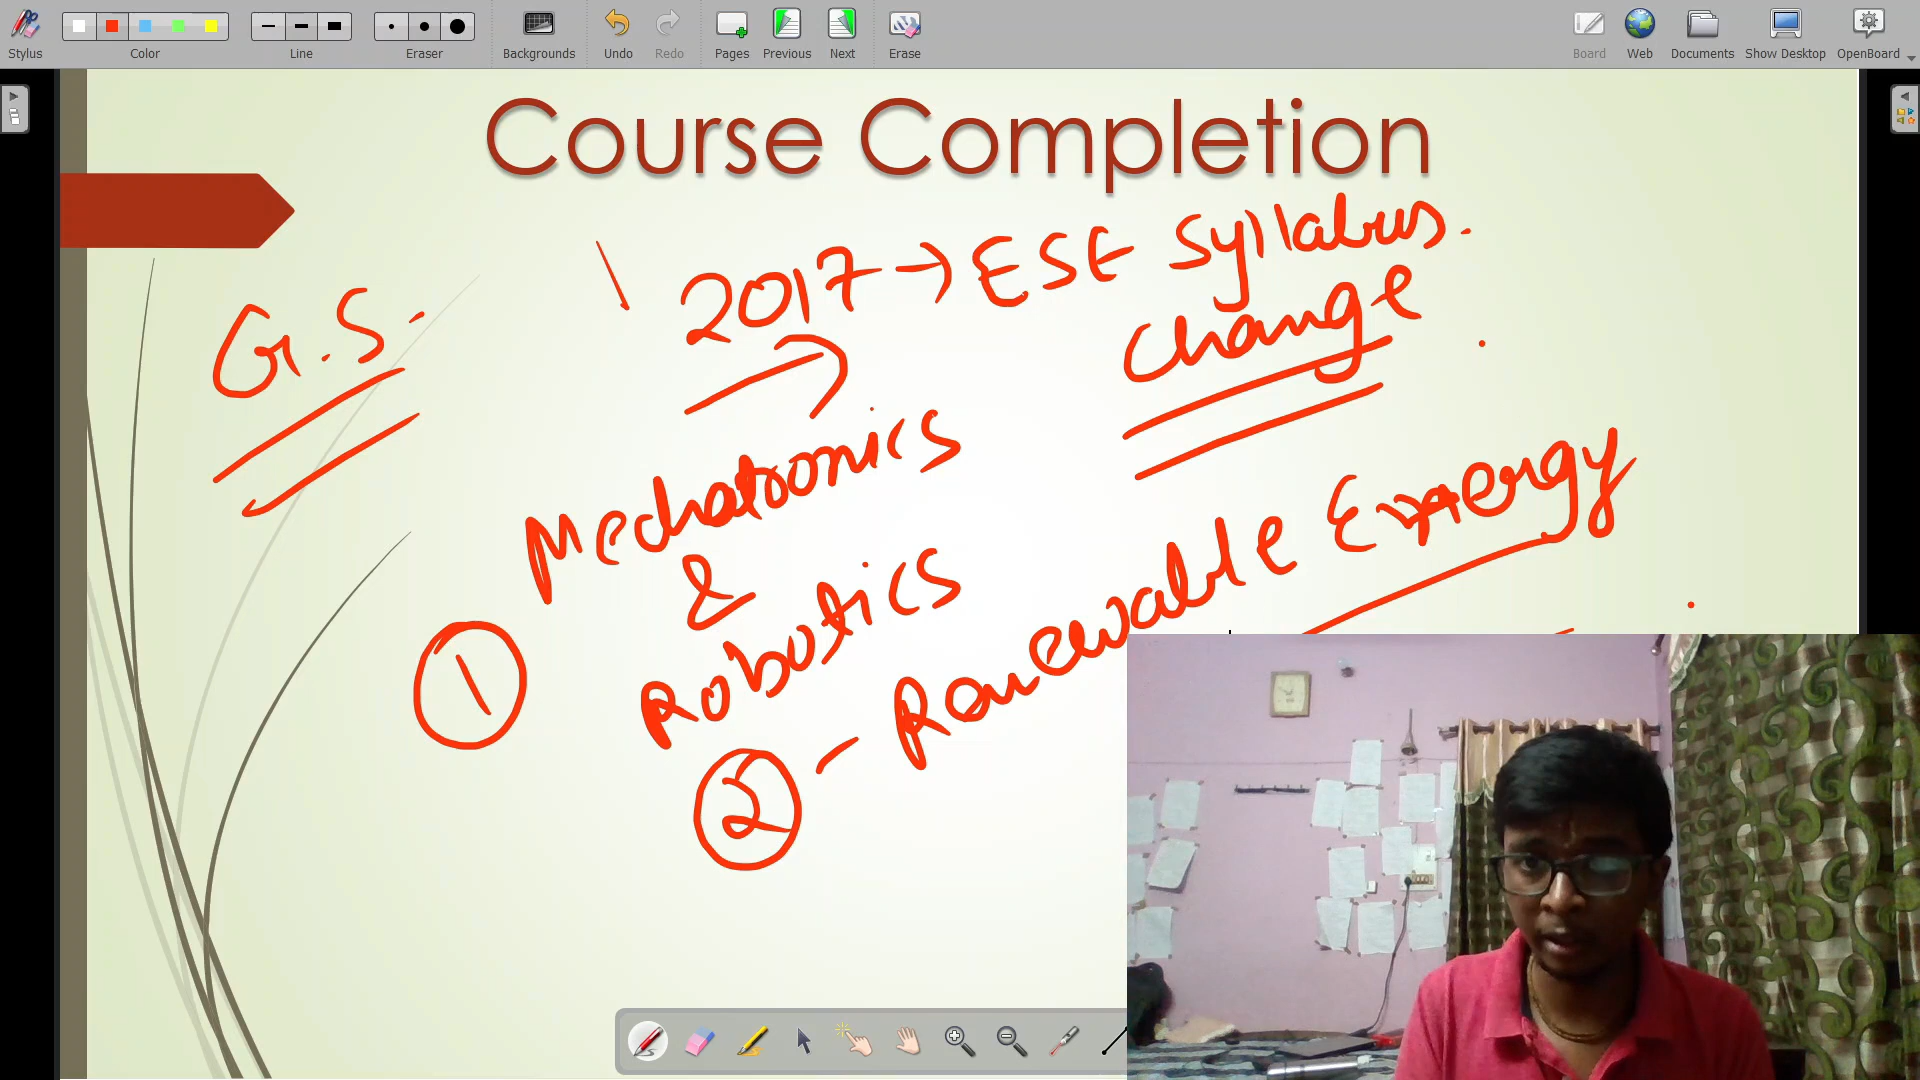 Stylus
Color
Line
Eraser
Backgrounds
Undo
Redo
Pages
Previous
Next
Erase
Board
Web
Documents
Show Desktop
OpenBoard
Course Completion
G.S.
2017 → ESE Syllabus.
Change
Mechatronics
&
Robotics
1
2 - Renewable Energy